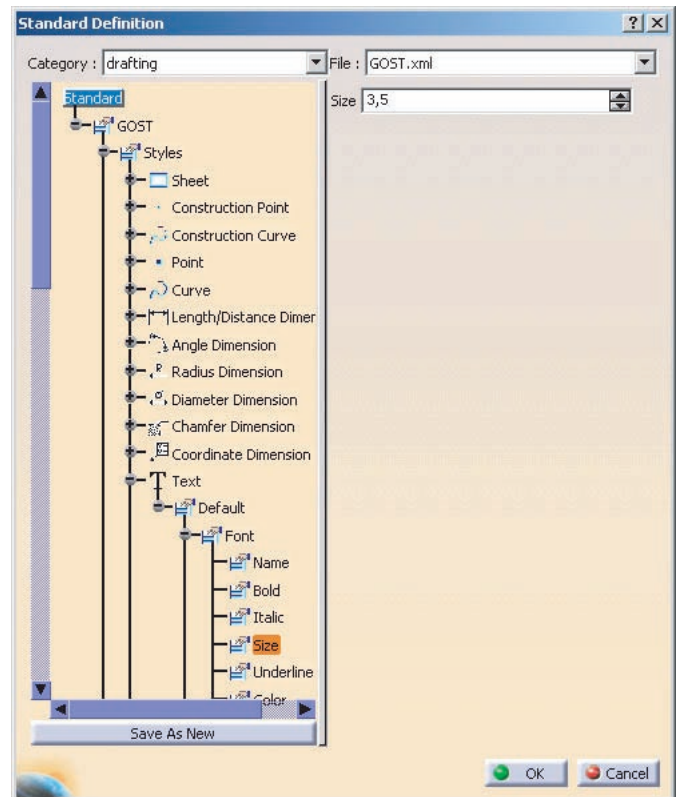 Standard Definition
? X
Category : drafting
File : GOST.xml
Standard
GOST
Styles
Sheet
Construction Point
Construction Curve
Point
Curve
Length/Distance Dimer
Angle Dimension
R Radius Dimension
Diameter Dimension
Chamfer Dimension
Coordinate Dimension
T Text
Default
Font
Name
Bold
Italic
Size
Underline
Color
Size 3,5
Save As New
OK Cancel